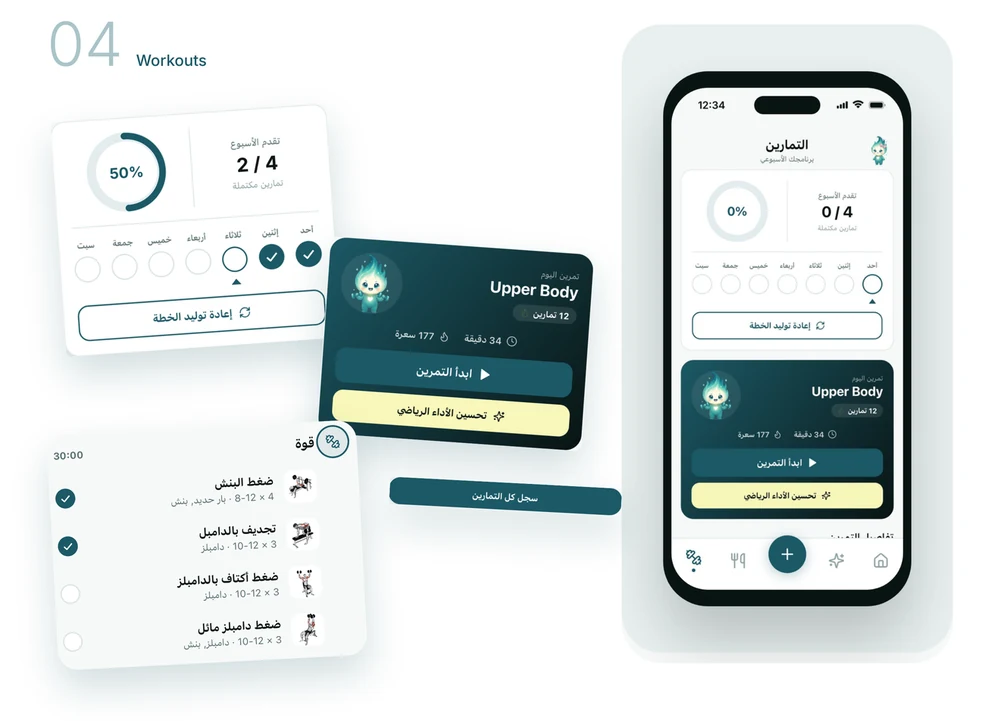 04
Workouts
50%
تقدم الأسبوع
2 / 4
تمارين مكتملة
أحد
إثنين
ثلاثاء
أربعاء
خميس
جمعة
سبت
إعادة توليد الخطة
تمرين اليوم
Upper Body
12 تمارين
34 دقيقة
177 سعرة
ابدأ التمرين
تحسين الأداء الرياضي
قوة
30:00
ضغط البنش
4 × 8-12 · بار حديد, بنش
تجديف بالدامبل
3 × 10-12 · دامبلز
ضغط أكتاف بالدامبلز
3 × 10-12 · دامبلز
ضغط دامبلز مائل
3 × 10-12 · دامبلز, بنش
سجل كل التمارين
12:34
التمارين
برنامجك الأسبوعي
0%
تقدم الأسبوع
0 / 4
تمارين مكتملة
أحد
إثنين
ثلاثاء
أربعاء
خميس
جمعة
سبت
إعادة توليد الخطة
تمرين اليوم
Upper Body
12 تمارين
34 دقيقة
177 سعرة
ابدأ التمرين
تحسين الأداء الرياضي